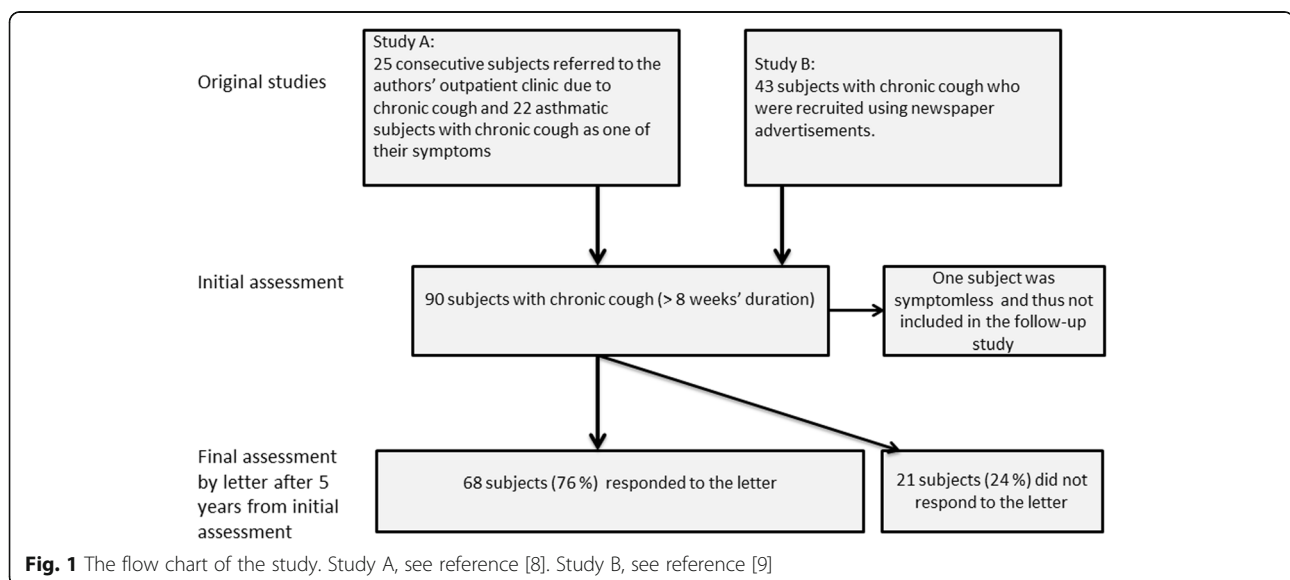 Original studies
Study A:
25 consecutive subjects referred to the
authors' outpatient clinic due to
chronic cough and 22 asthmatic
subjects with chronic cough as one of
their symptoms
Study B:
43 subjects with chronic cough who
were recruited using newspaper
advertisements.
Initial assessment
90 subjects with chronic cough (> 8 weeks' duration)
One subject was
symptomless and thus not
included in the follow-up
study
Final assessment
by letter after 5
years from initial
assessment
68 subjects (76 %) responded to the letter
21 subjects (24 %) did not
respond to the letter
Fig. 1 The flow chart of the study. Study A, see reference [8]. Study B, see reference [9]